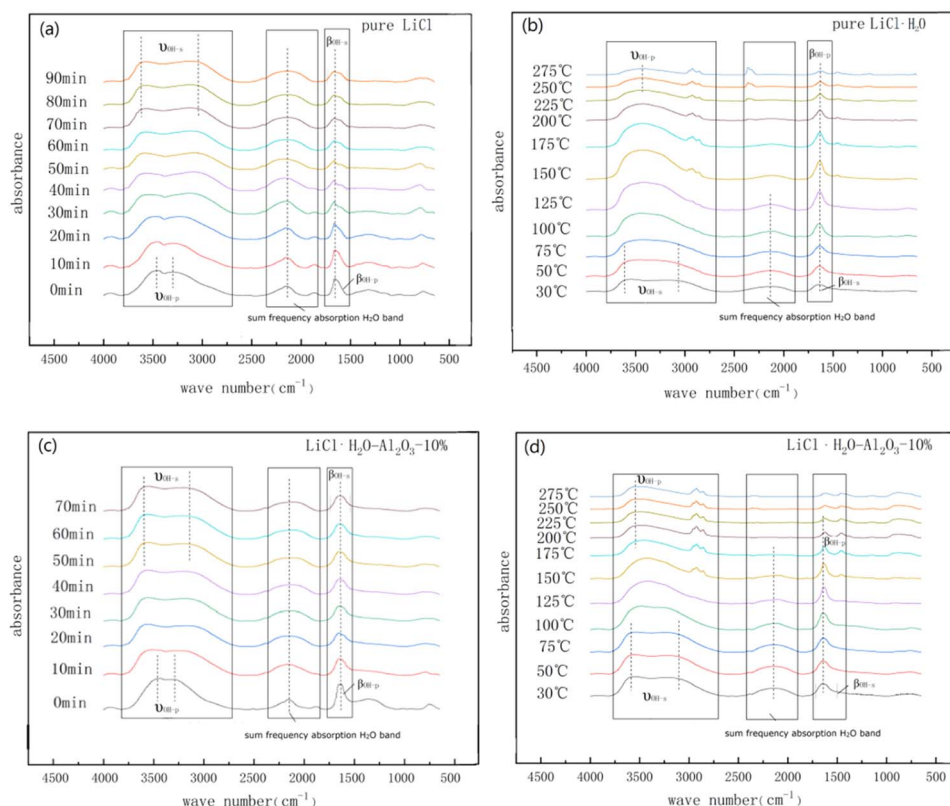 (a)
pure LiCl
υOH-s
βOH-s
90min
80min
70min
60min
50min
40min
30min
20min
10min
0min
υOH-p
βOH-p
sum frequency absorption H2O band
absorbance
4500 4000 3500 3000 2500 2000 1500 1000 500
wave number(cm⁻¹)
(b)
pure LiCl·H2O
υOH-p
βOH-p
275℃
250℃
225℃
200℃
175℃
150℃
125℃
100℃
75℃
50℃
30℃
υOH-s
βOH-s
sum frequency absorption H2O band
absorbance
4500 4000 3500 3000 2500 2000 1500 1000 500
wave number(cm⁻¹)
(c)
LiCl·H2O-Al2O3-10%
υOH-s
βOH-s
70min
60min
50min
40min
30min
20min
10min
0min
υOH-p
βOH-p
sum frequency absorption H2O band
absorbance
4500 4000 3500 3000 2500 2000 1500 1000 500
wave number(cm⁻¹)
(d)
LiCl·H2O-Al2O3-10%
υOH-p
275℃
250℃
225℃
200℃
βOH-p
175℃
150℃
125℃
100℃
75℃
50℃
30℃
υOH-s
βOH-s
sum frequency absorption H2O band
absorbance
4500 4000 3500 3000 2500 2000 1500 1000 500
wave number(cm⁻¹)